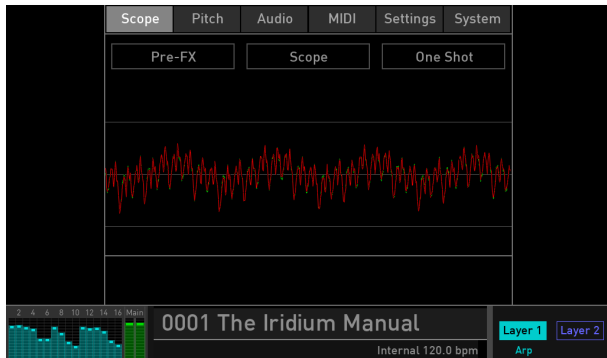 Scope Pitch Audio MIDI Settings System
Pre-FX Scope One Shot
2 4 6 8 10 12 14 16 Main
0001 The Iridium Manual
Layer 1 Layer 2
Internal 120.0 bpm Arp